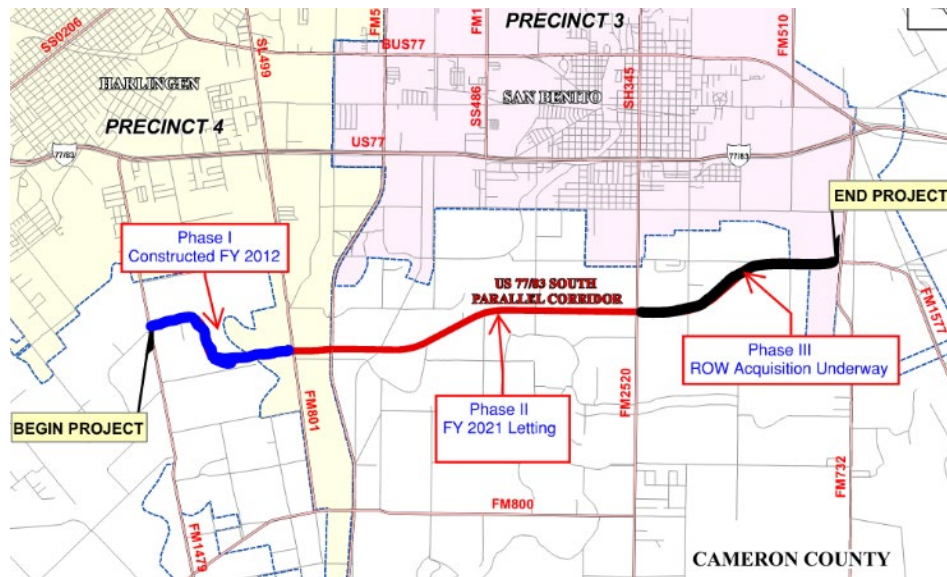 PRECINCT 3
SS0206
SL499
FM5
FM1
FM510
BUS77
HARLINGEN
SS486
SAN BENITO
SH345
PRECINCT 4
US77
77/83
77/83
END PROJECT
Phase I
Constructed FY 2012
US 77/83 SOUTH
PARALLEL CORRIDOR
FM1577
Phase III
ROW Acquisition Underway
Phase II
FY 2021 Letting
BEGIN PROJECT
FM801
FM2520
FM732
FM800
FM1479
CAMERON COUNTY